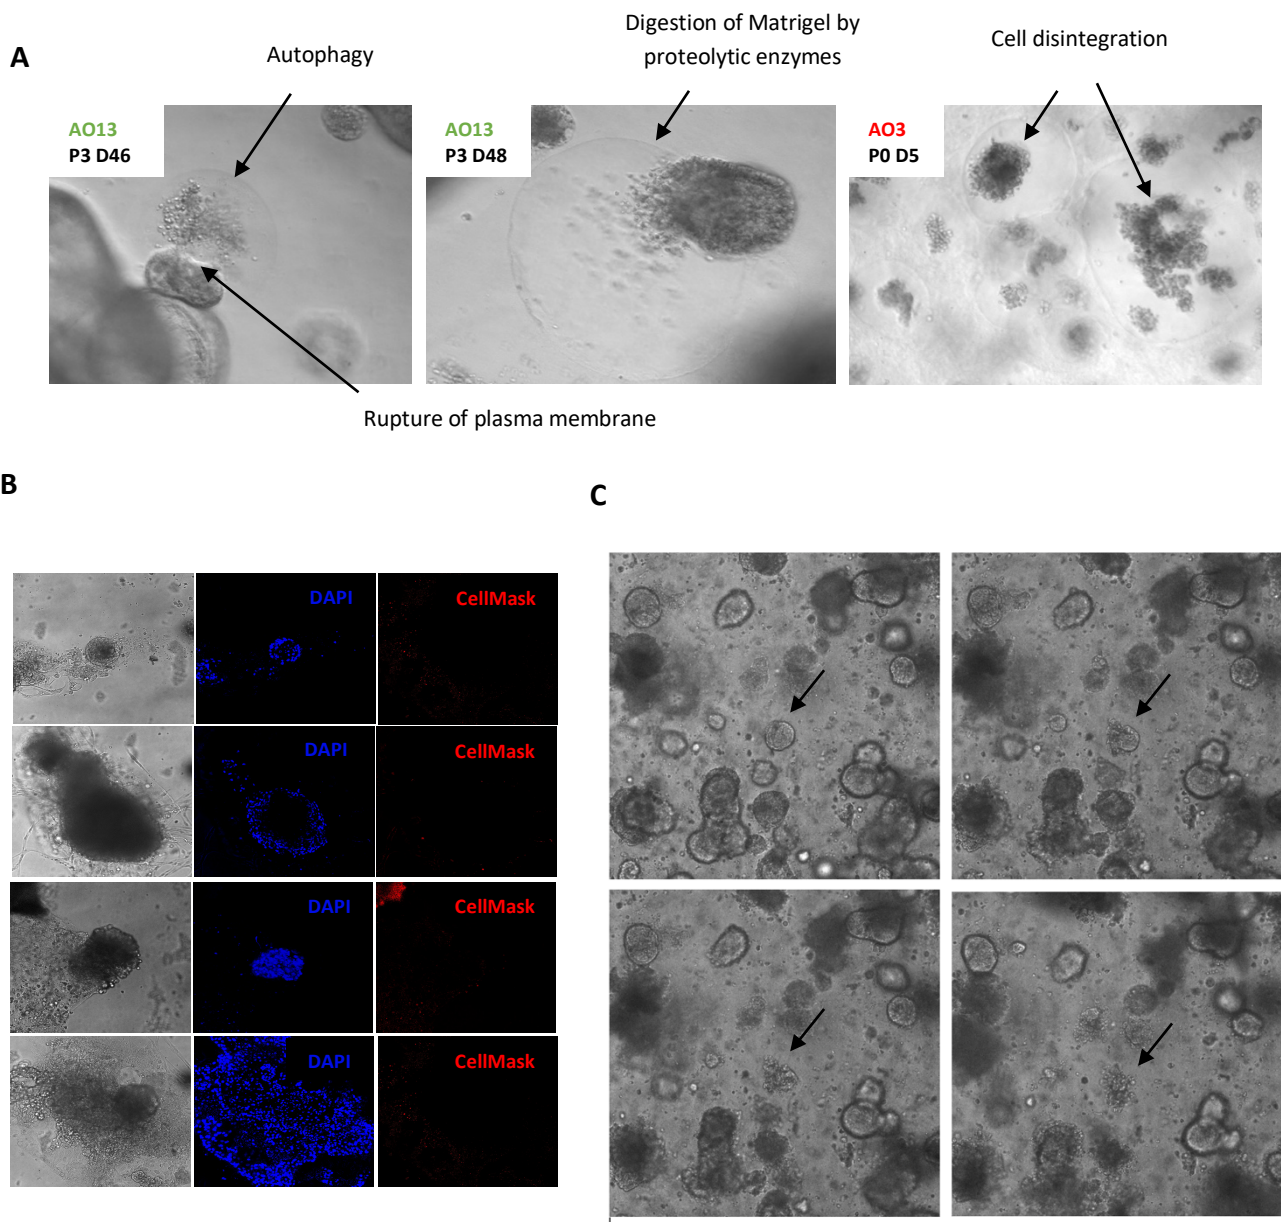 A
Autophagy
Digestion of Matrigel by
proteolytic enzymes
Cell disintegration
AO13
P3 D46
AO13
P3 D48
AO3
P0 D5
Rupture of plasma membrane
B
C
DAPI
CellMask
DAPI
CellMask
DAPI
CellMask
DAPI
CellMask